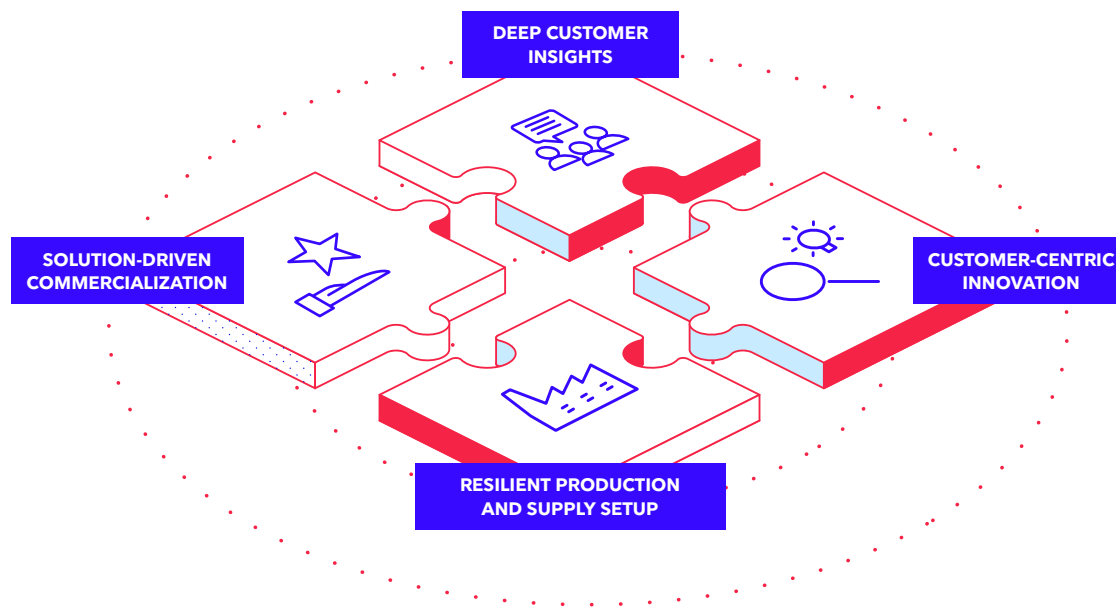 DEEP CUSTOMER
INSIGHTS
SOLUTION-DRIVEN
COMMERCIALIZATION
CUSTOMER-CENTRIC
INNOVATION
RESILIENT PRODUCTION
AND SUPPLY SETUP